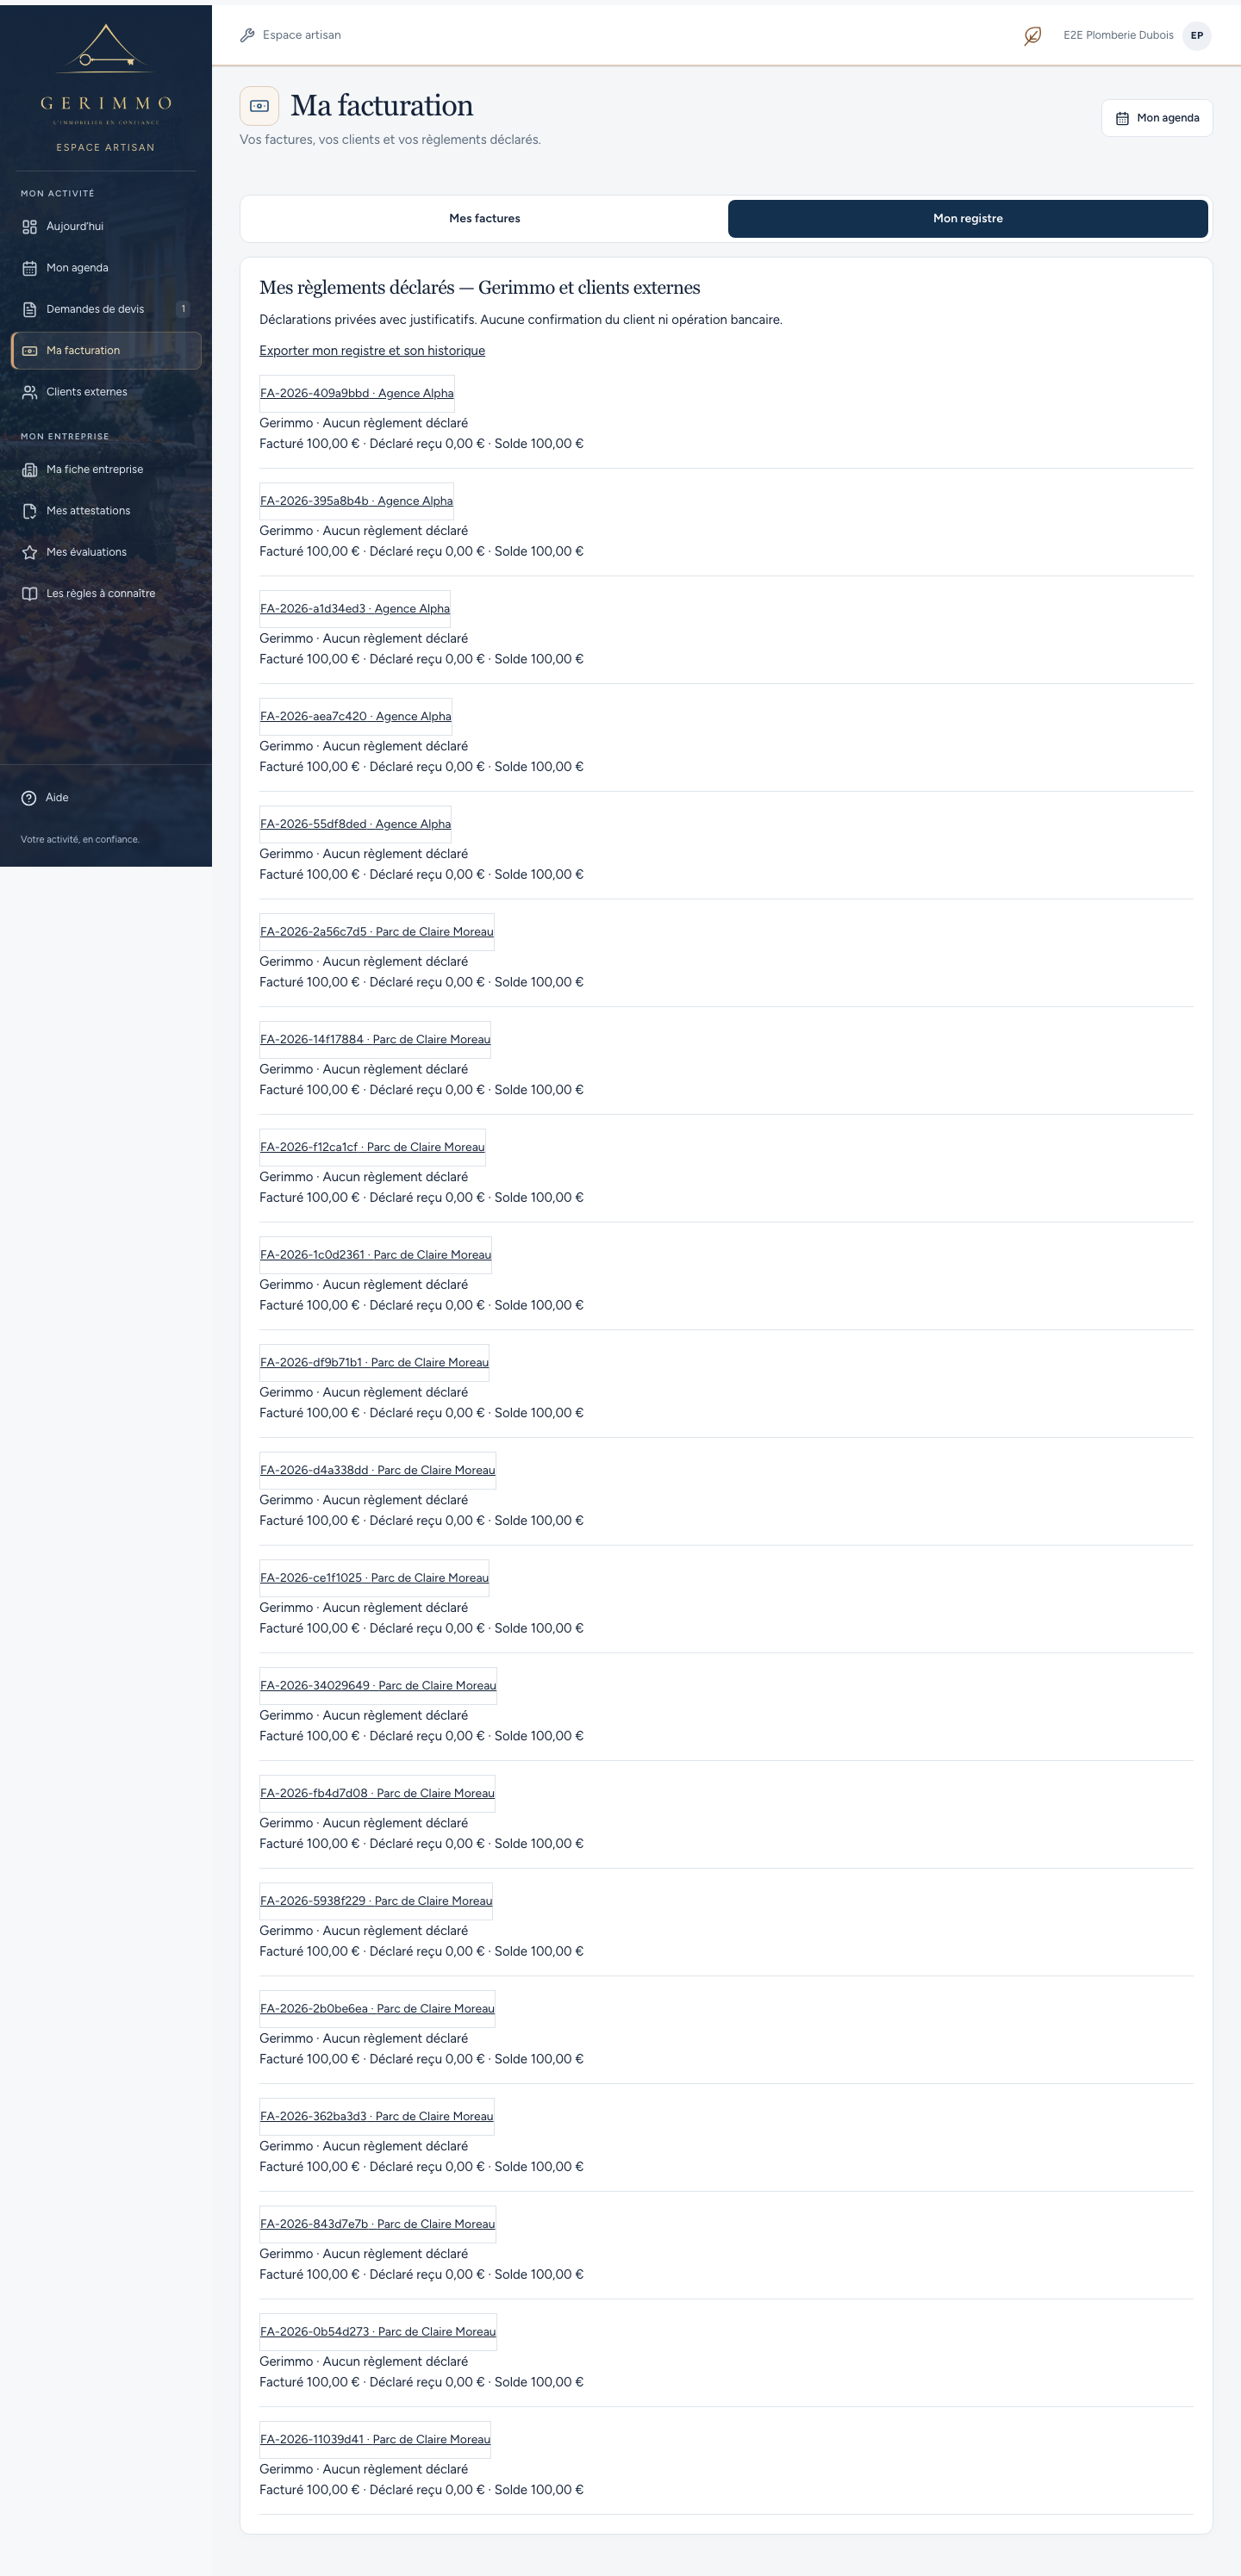 GERIMMO
L'IMMOBILIER EN CONFIANCE
ESPACE ARTISAN
MON ACTIVITÉ
Aujourd'hui
Mon agenda
Demandes de devis 1
Ma facturation
Clients externes
MON ENTREPRISE
Ma fiche entreprise
Mes attestations
Mes évaluations
Les règles à connaître
Aide
Votre activité, en confiance.
Espace artisan
E2E Plomberie Dubois EP
Ma facturation
Vos factures, vos clients et vos règlements déclarés.
Mon agenda
Mes factures
Mon registre
Mes règlements déclarés — Gerimmo et clients externes
Déclarations privées avec justificatifs. Aucune confirmation du client ni opération bancaire.
Exporter mon registre et son historique
FA-2026-409a9bbd · Agence Alpha
Gerimmo · Aucun règlement déclaré
Facturé 100,00 € · Déclaré reçu 0,00 € · Solde 100,00 €
FA-2026-395a8b4b · Agence Alpha
Gerimmo · Aucun règlement déclaré
Facturé 100,00 € · Déclaré reçu 0,00 € · Solde 100,00 €
FA-2026-a1d34ed3 · Agence Alpha
Gerimmo · Aucun règlement déclaré
Facturé 100,00 € · Déclaré reçu 0,00 € · Solde 100,00 €
FA-2026-aea7c420 · Agence Alpha
Gerimmo · Aucun règlement déclaré
Facturé 100,00 € · Déclaré reçu 0,00 € · Solde 100,00 €
FA-2026-55df8ded · Agence Alpha
Gerimmo · Aucun règlement déclaré
Facturé 100,00 € · Déclaré reçu 0,00 € · Solde 100,00 €
FA-2026-2a56c7d5 · Parc de Claire Moreau
Gerimmo · Aucun règlement déclaré
Facturé 100,00 € · Déclaré reçu 0,00 € · Solde 100,00 €
FA-2026-14f17884 · Parc de Claire Moreau
Gerimmo · Aucun règlement déclaré
Facturé 100,00 € · Déclaré reçu 0,00 € · Solde 100,00 €
FA-2026-f12ca1cf · Parc de Claire Moreau
Gerimmo · Aucun règlement déclaré
Facturé 100,00 € · Déclaré reçu 0,00 € · Solde 100,00 €
FA-2026-1c0d2361 · Parc de Claire Moreau
Gerimmo · Aucun règlement déclaré
Facturé 100,00 € · Déclaré reçu 0,00 € · Solde 100,00 €
FA-2026-df9b71b1 · Parc de Claire Moreau
Gerimmo · Aucun règlement déclaré
Facturé 100,00 € · Déclaré reçu 0,00 € · Solde 100,00 €
FA-2026-d4a338dd · Parc de Claire Moreau
Gerimmo · Aucun règlement déclaré
Facturé 100,00 € · Déclaré reçu 0,00 € · Solde 100,00 €
FA-2026-ce1f1025 · Parc de Claire Moreau
Gerimmo · Aucun règlement déclaré
Facturé 100,00 € · Déclaré reçu 0,00 € · Solde 100,00 €
FA-2026-34029649 · Parc de Claire Moreau
Gerimmo · Aucun règlement déclaré
Facturé 100,00 € · Déclaré reçu 0,00 € · Solde 100,00 €
FA-2026-fb4d7d08 · Parc de Claire Moreau
Gerimmo · Aucun règlement déclaré
Facturé 100,00 € · Déclaré reçu 0,00 € · Solde 100,00 €
FA-2026-5938f229 · Parc de Claire Moreau
Gerimmo · Aucun règlement déclaré
Facturé 100,00 € · Déclaré reçu 0,00 € · Solde 100,00 €
FA-2026-2b0be6ea · Parc de Claire Moreau
Gerimmo · Aucun règlement déclaré
Facturé 100,00 € · Déclaré reçu 0,00 € · Solde 100,00 €
FA-2026-362ba3d3 · Parc de Claire Moreau
Gerimmo · Aucun règlement déclaré
Facturé 100,00 € · Déclaré reçu 0,00 € · Solde 100,00 €
FA-2026-843d7e7b · Parc de Claire Moreau
Gerimmo · Aucun règlement déclaré
Facturé 100,00 € · Déclaré reçu 0,00 € · Solde 100,00 €
FA-2026-0b54d273 · Parc de Claire Moreau
Gerimmo · Aucun règlement déclaré
Facturé 100,00 € · Déclaré reçu 0,00 € · Solde 100,00 €
FA-2026-11039d41 · Parc de Claire Moreau
Gerimmo · Aucun règlement déclaré
Facturé 100,00 € · Déclaré reçu 0,00 € · Solde 100,00 €